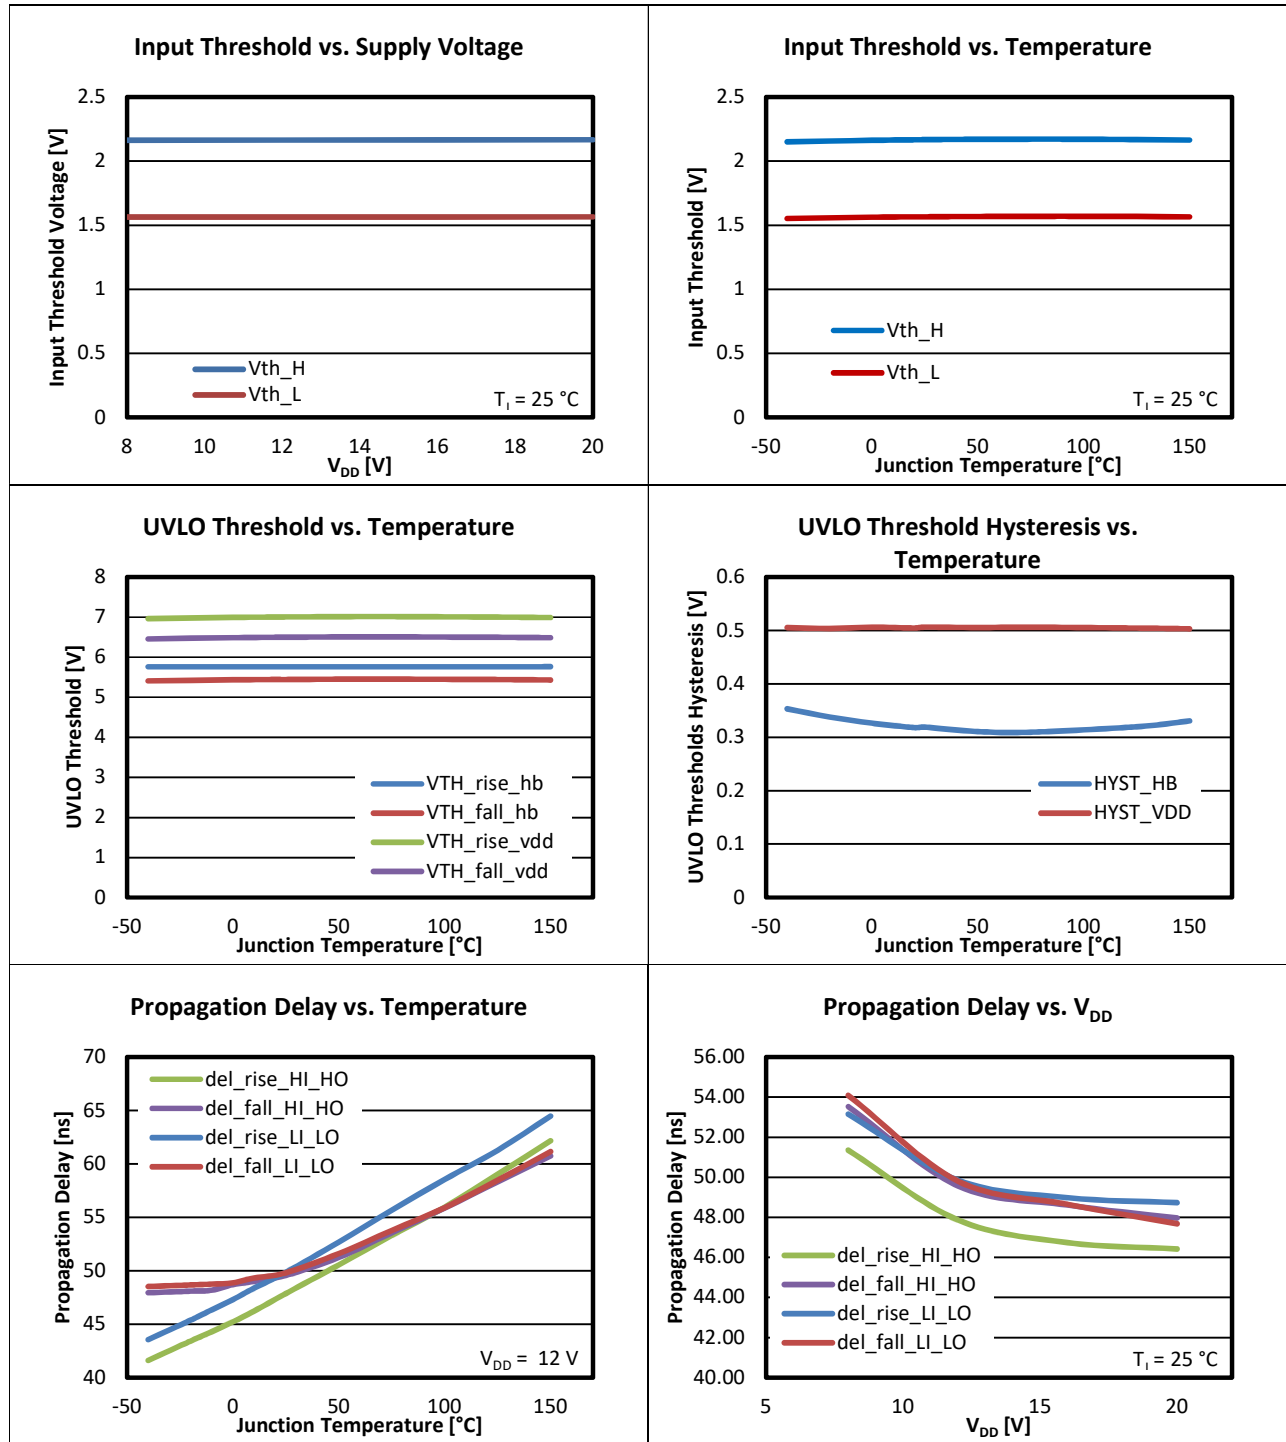 Input Threshold vs. Supply Voltage
Input Threshold Voltage [V]
2.5
2
1.5
1
0.5
0
Vth_H
Vth_L
TI = 25 °C
8 10 12 14 16 18 20
VDD [V]
Input Threshold vs. Temperature
Input Threshold [V]
2.5
2
1.5
1
0.5
0
Vth_H
Vth_L
TI = 25 °C
-50 0 50 100 150
Junction Temperature [°C]
UVLO Threshold vs. Temperature
UVLO Threshold [V]
8
7
6
5
4
3
2
1
0
VTH_rise_hb
VTH_fall_hb
VTH_rise_vdd
VTH_fall_vdd
-50 0 50 100 150
Junction Temperature [°C]
UVLO Threshold Hysteresis vs.
Temperature
UVLO Thresholds Hysteresis [V]
0.6
0.5
0.4
0.3
0.2
0.1
0
HYST_HB
HYST_VDD
-50 0 50 100 150
Junction Temperature [°C]
Propagation Delay vs. Temperature
Propagation Delay [ns]
70
65
60
55
50
45
40
del_rise_HI_HO
del_fall_HI_HO
del_rise_LI_LO
del_fall_LI_LO
VDD = 12 V
-50 0 50 100 150
Junction Temperature [°C]
Propagation Delay vs. VDD
Propagation Delay [ns]
56.00
54.00
52.00
50.00
48.00
46.00
44.00
42.00
40.00
del_rise_HI_HO
del_fall_HI_HO
del_rise_LI_LO
del_fall_LI_LO
TI = 25 °C
5 10 15 20
VDD [V]